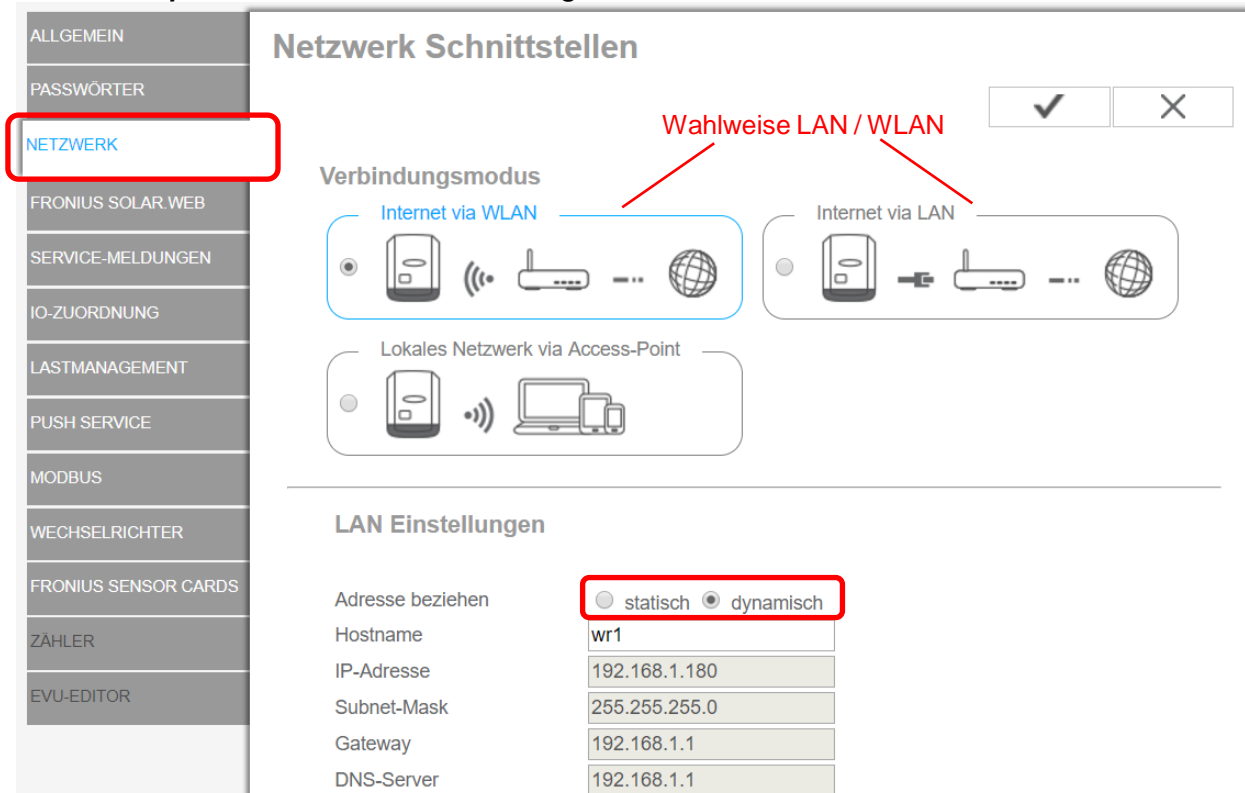 ALLGEMEIN
Netzwerk Schnittstellen
PASSWÖRTER
NETZWERK
Wahlweise LAN / WLAN
Verbindungsmodus
FRONIUS SOLAR.WEB
Internet via WLAN
Internet via LAN
SERVICE-MELDUNGEN
IO-ZUORDNUNG
Lokales Netzwerk via Access-Point
LASTMANAGEMENT
PUSH SERVICE
MODBUS
WECHSELRICHTER
LAN Einstellungen
FRONIUS SENSOR CARDS
Adresse beziehen statisch dynamisch
ZÄHLER
Hostname wr1
IP-Adresse 192.168.1.180
EVU-EDITOR
Subnet-Mask 255.255.255.0
Gateway 192.168.1.1
DNS-Server 192.168.1.1